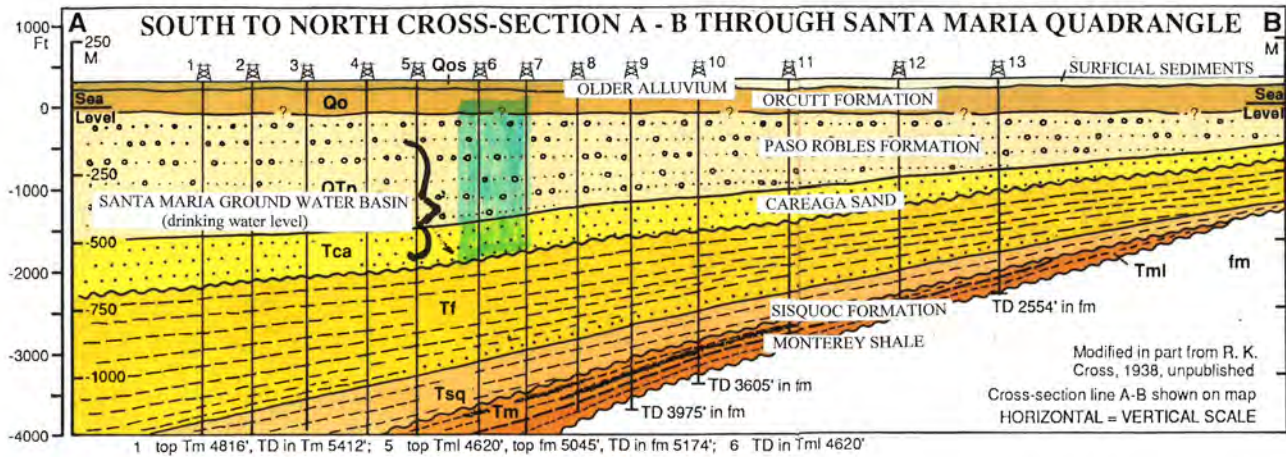 SOUTH TO NORTH CROSS-SECTION A - B THROUGH SANTA MARIA QUADRANGLE
1000
Ft
A
250
M
B
M
1
2
3
4
5
Qos
6
7
8
9
10
11
12
13
SURFICIAL SEDIMENTS
OLDER ALLUVIUM
Sea
Level
0
Qo
?
?
?
?
?
ORCUTT FORMATION
Sea
Level
PASO ROBLES FORMATION
-250
-1000
QTp
SANTA MARIA GROUND WATER BASIN
(drinking water level)
CAREAGA SAND
-500
Tca
-2000
-750
Tf
Tml
fm
TD 2554' in fm
SISQUOC FORMATION
MONTEREY SHALE
-3000
-1000
Tsq
Tm
TD 3605' in fm
TD 3975' in fm
Modified in part from R. K.
Cross, 1938, unpublished
Cross-section line A-B shown on map
HORIZONTAL = VERTICAL SCALE
-4000
1 top Tm 4816', TD in Tm 5412'; 5 top Tml 4620', top fm 5045', TD in fm 5174'; 6 TD in Tml 4620'